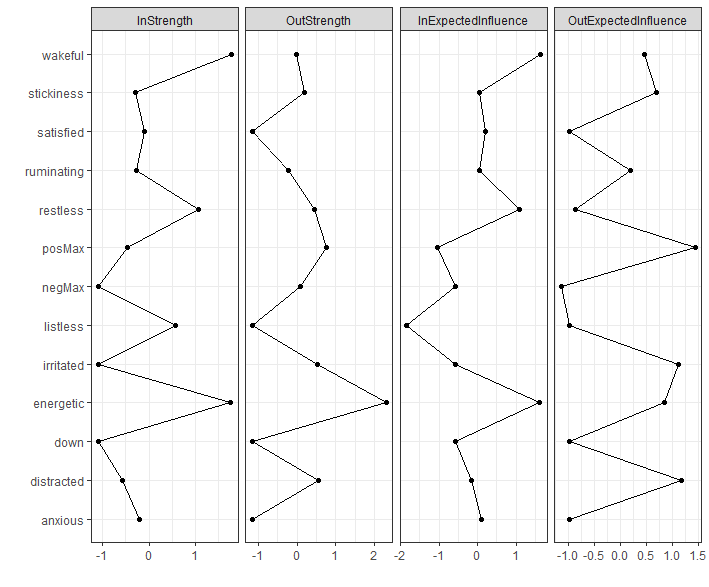 InStrength OutStrength InExpectedInfluence OutExpectedInfluence
wakeful
stickiness
satisfied
ruminating
restless
posMax
negMax
listless
irritated
energetic
down
distracted
anxious
-1 0 1 -1 0 1 2 -2 -1 0 1 -1.0 -0.5 0.0 0.5 1.0 1.5